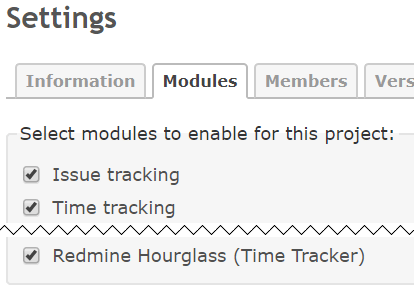 Settings
Information Modules Members Vers
Select modules to enable for this project:
Issue tracking
Time tracking
Redmine Hourglass (Time Tracker)